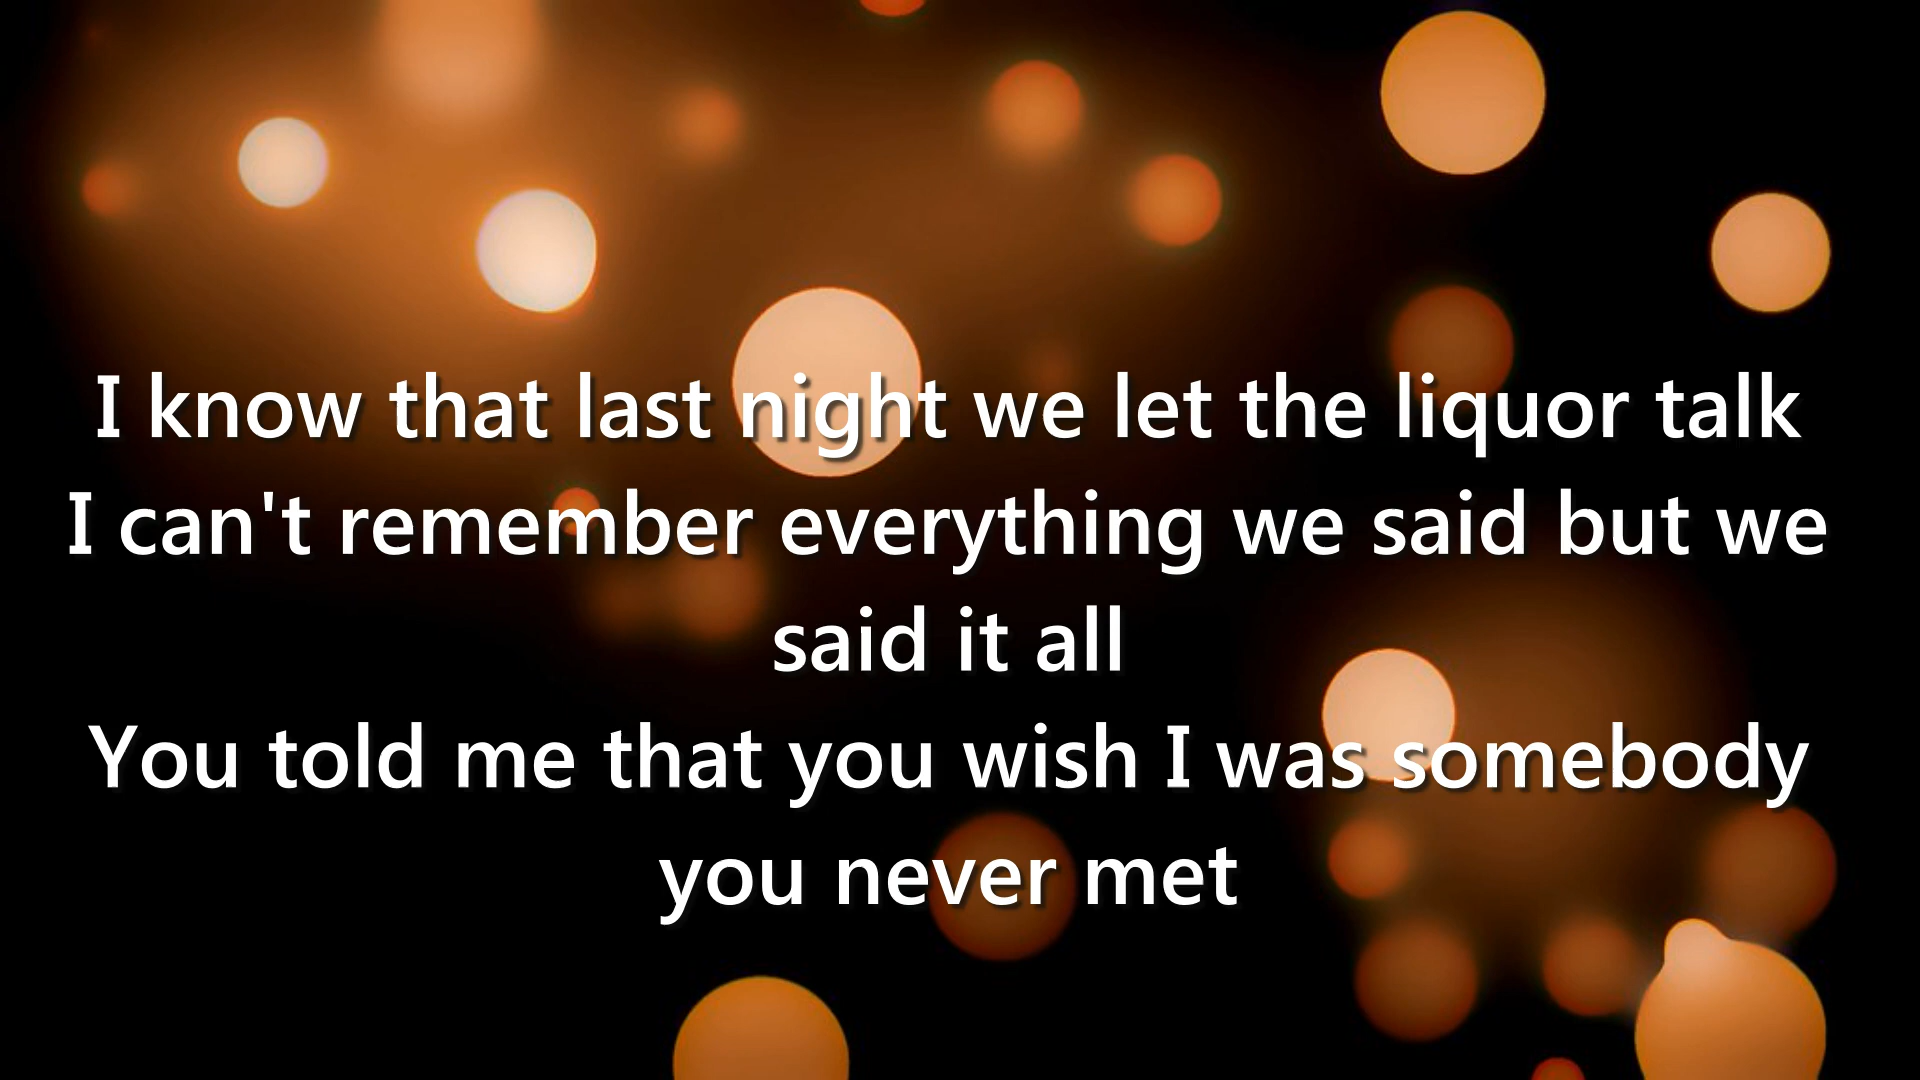 I know that last night we let the liquor talk
I can't remember everything we said but we
said it all
You told me that you wish I was somebody
you never met